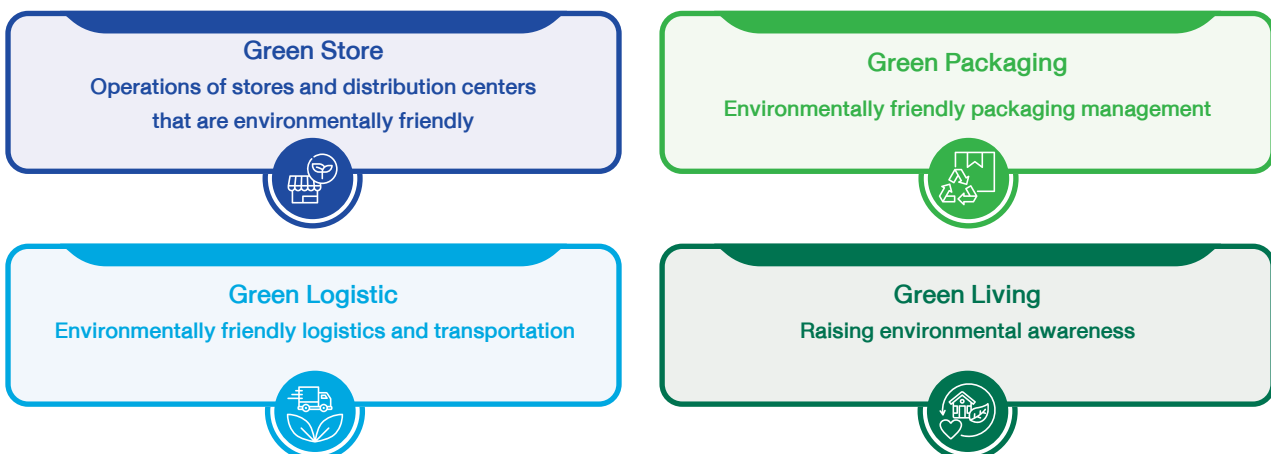 Green Store
Operations of stores and distribution centers
that are environmentally friendly
Green Packaging
Environmentally friendly packaging management
Green Logistic
Environmentally friendly logistics and transportation
Green Living
Raising environmental awareness